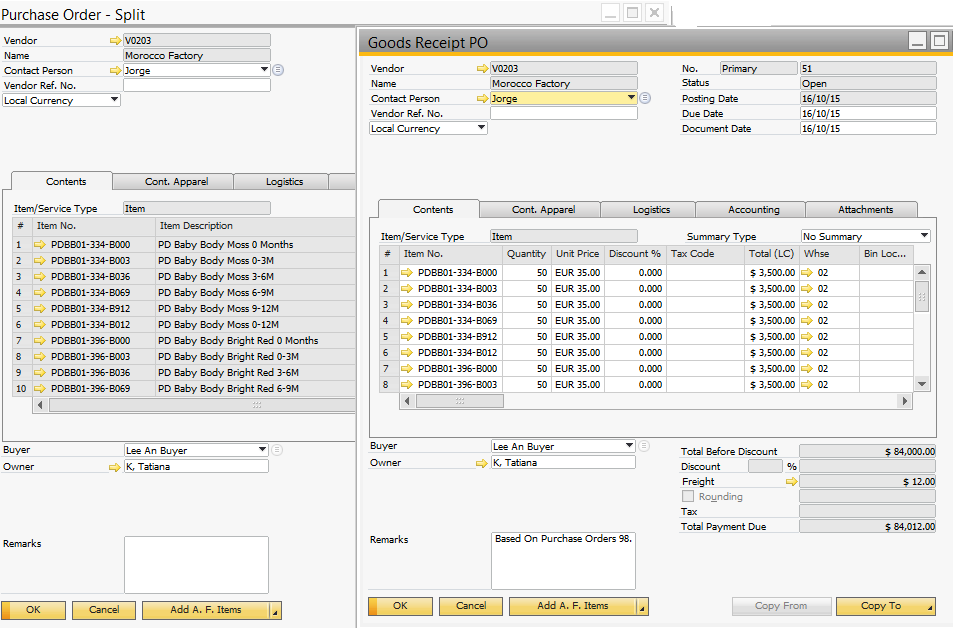 Purchase Order - Split
Vendor V0203
Name Morocco Factory
Contact Person Jorge
Vendor Ref. No.
Local Currency
Contents Cont. Apparel Logistics
Item/Service Type Item
# Item No. Item Description
1 PDBB01-334-B000 PD Baby Body Moss 0 Months
2 PDBB01-334-B003 PD Baby Body Moss 0-3M
3 PDBB01-334-B036 PD Baby Body Moss 3-6M
4 PDBB01-334-B069 PD Baby Body Moss 6-9M
5 PDBB01-334-B912 PD Baby Body Moss 9-12M
6 PDBB01-334-B012 PD Baby Body Moss 0-12M
7 PDBB01-396-B000 PD Baby Body Bright Red 0 Months
8 PDBB01-396-B003 PD Baby Body Bright Red 0-3M
9 PDBB01-396-B036 PD Baby Body Bright Red 3-6M
10 PDBB01-396-B069 PD Baby Body Bright Red 6-9M
Buyer Lee An Buyer
Owner K, Tatiana
Remarks
OK Cancel Add A. F. Items
Goods Receipt PO
Vendor V0203 No. Primary 51
Name Morocco Factory Status Open
Contact Person Jorge Posting Date 16/10/15
Vendor Ref. No. Due Date 16/10/15
Local Currency Document Date 16/10/15
Contents Cont. Apparel Logistics Accounting Attachments
Item/Service Type Item Summary Type No Summary
# Item No. Quantity Unit Price Discount % Tax Code Total (LC) Whse Bin Loc...
1 PDBB01-334-B000 50 EUR 35.00 0.000 $ 3,500.00 02
2 PDBB01-334-B003 50 EUR 35.00 0.000 $ 3,500.00 02
3 PDBB01-334-B036 50 EUR 35.00 0.000 $ 3,500.00 02
4 PDBB01-334-B069 50 EUR 35.00 0.000 $ 3,500.00 02
5 PDBB01-334-B912 50 EUR 35.00 0.000 $ 3,500.00 02
6 PDBB01-334-B012 50 EUR 35.00 0.000 $ 3,500.00 02
7 PDBB01-396-B000 50 EUR 35.00 0.000 $ 3,500.00 02
8 PDBB01-396-B003 50 EUR 35.00 0.000 $ 3,500.00 02
Buyer Lee An Buyer Total Before Discount $ 84,000.00
Owner K, Tatiana Discount %
Freight $ 12.00
Rounding
Tax
Total Payment Due $ 84,012.00
Remarks Based On Purchase Orders 98.
OK Cancel Add A. F. Items Copy From Copy To